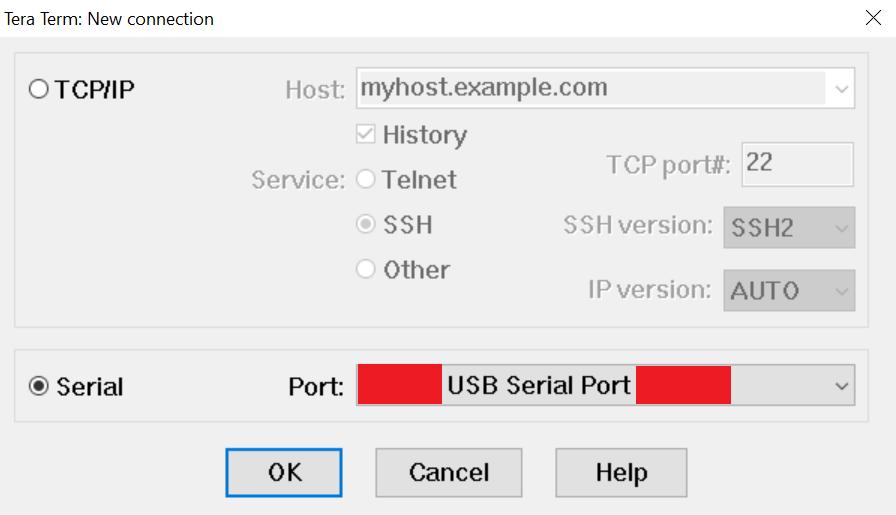 Tera Term: New connection
TCP/IP
Host: myhost.example.com
History
Service: Telnet
TCP port#: 22
SSH
SSH version: SSH2
Other
IP version: AUTO
Serial
Port: USB Serial Port
OK
Cancel
Help